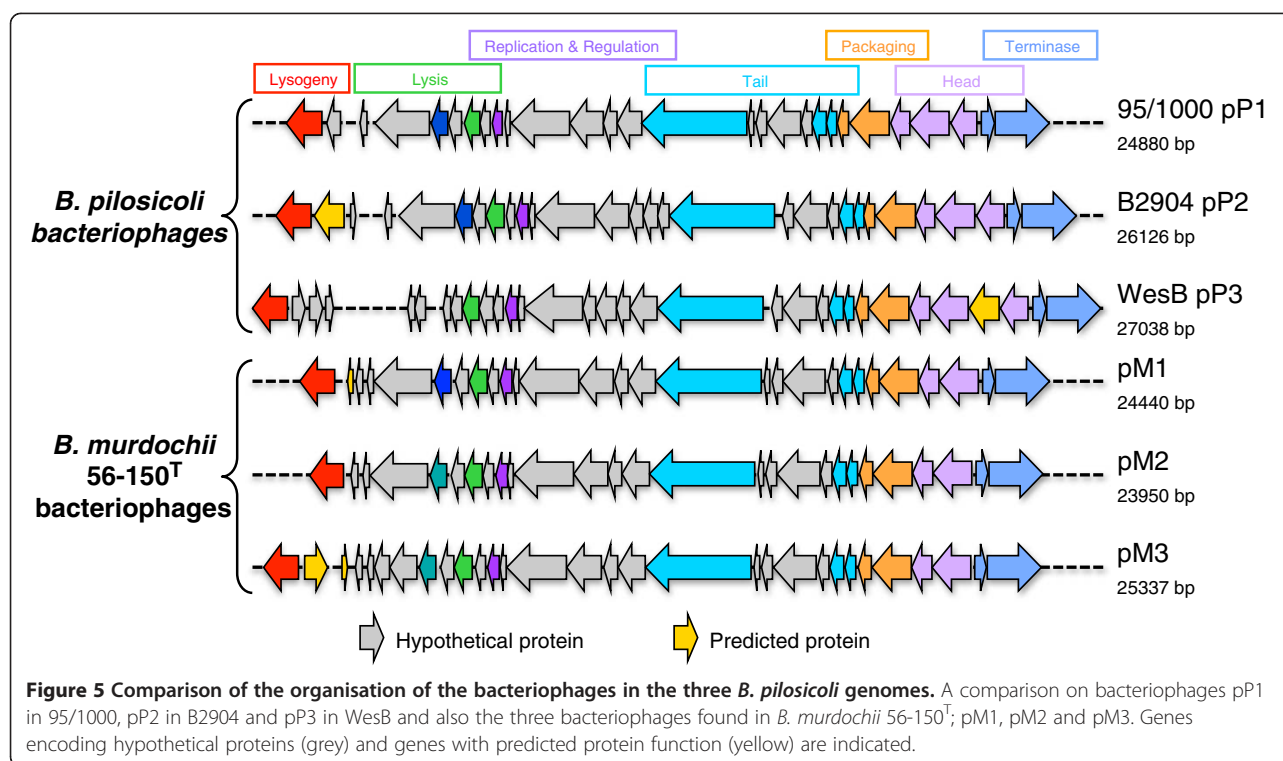 Replication & Regulation
Packaging
Terminase
Lysogeny
Lysis
Tail
Head
95/1000 pP1
24880 bp
B. pilosicoli
bacteriophages
B2904 pP2
26126 bp
WesB pP3
27038 bp
pM1
24440 bp
B. murdochii
56-150ᵀ
bacteriophages
pM2
23950 bp
pM3
25337 bp
Hypothetical protein
Predicted protein
Figure 5 Comparison of the organisation of the bacteriophages in the three B. pilosicoli genomes. A comparison on bacteriophages pP1
in 95/1000, pP2 in B2904 and pP3 in WesB and also the three bacteriophages found in B. murdochii 56-150ᵀ; pM1, pM2 and pM3. Genes
encoding hypothetical proteins (grey) and genes with predicted protein function (yellow) are indicated.